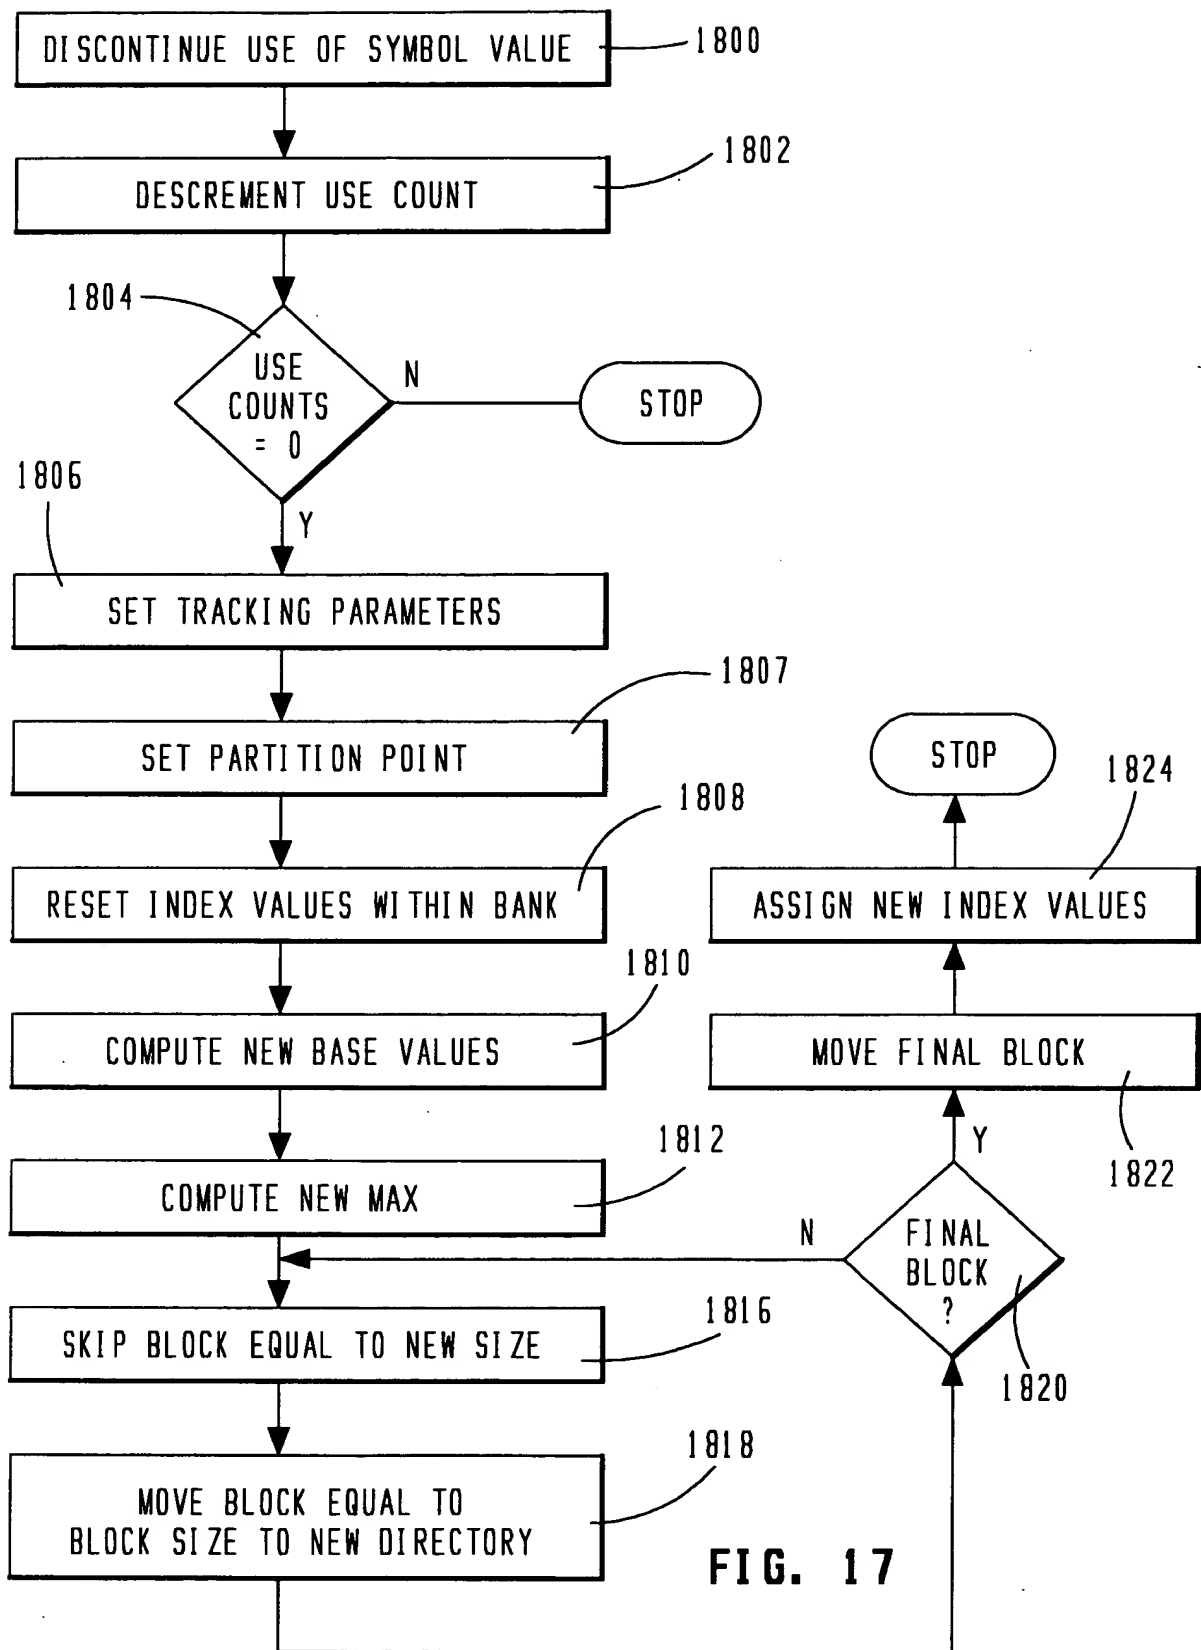 DISCONTINUE USE OF SYMBOL VALUE
1800
DESCREMENT USE COUNT
1802
1804
USE
COUNTS
= 0
N
STOP
Y
1806
SET TRACKING PARAMETERS
SET PARTITION POINT
1807
RESET INDEX VALUES WITHIN BANK
1808
COMPUTE NEW BASE VALUES
1810
COMPUTE NEW MAX
1812
SKIP BLOCK EQUAL TO NEW SIZE
1816
MOVE BLOCK EQUAL TO
BLOCK SIZE TO NEW DIRECTORY
1818
FINAL
BLOCK
?
1820
N
Y
MOVE FINAL BLOCK
1822
ASSIGN NEW INDEX VALUES
1824
STOP
FIG. 17